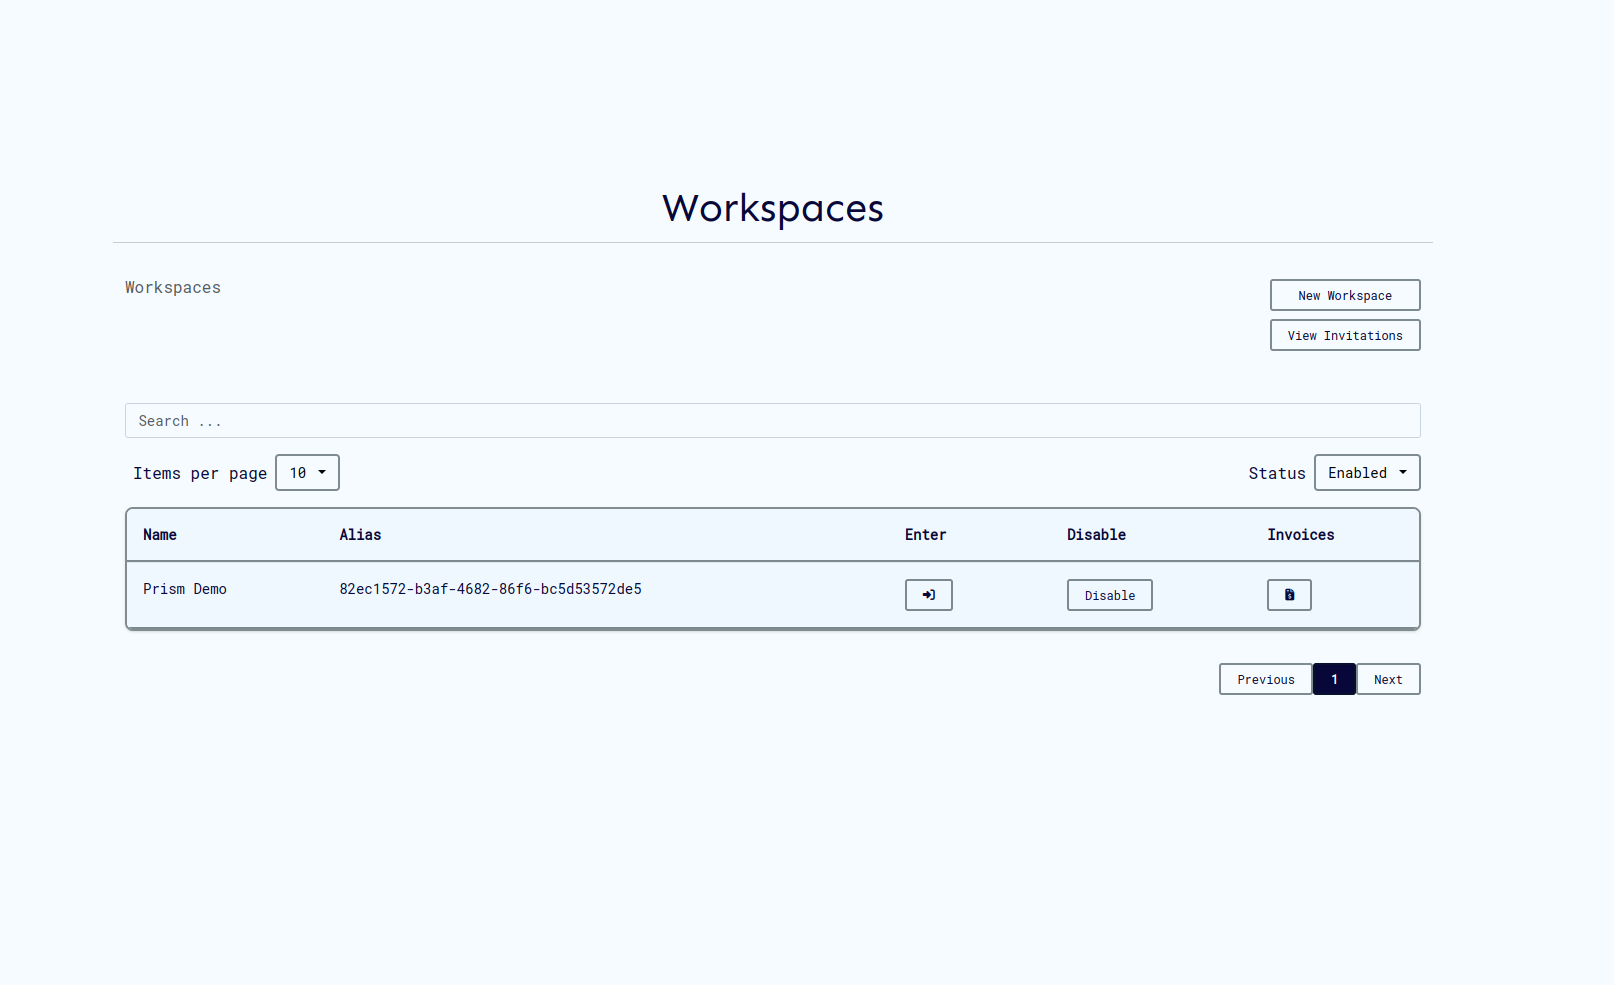 Workspaces
Workspaces
New Workspace
View Invitations
Search ...
Items per page 10 Status Enabled
Name Alias Enter Disable Invoices
Prism Demo 82ec1572-b3af-4682-86f6-bc5d53572de5 Disable
Previous 1 Next